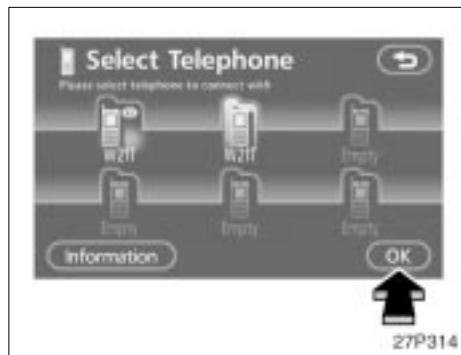 Select Telephone
Please select telephone to connect with
W21T W21T Empty
Empty Empty Empty
Information OK
27P314